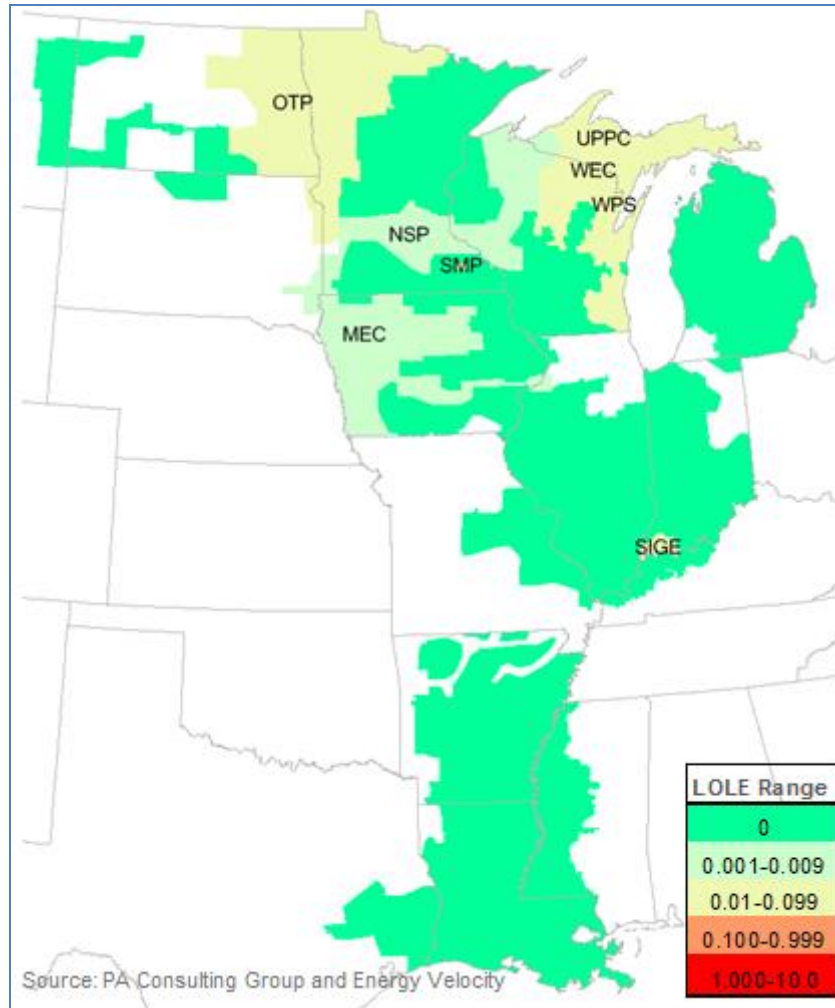 OTP
UPPC
WEC
WPS
NSP
SMP
MEC
SIGE
LOLE Range
0
0.001-0.009
0.01-0.099
0.100-0.999
1.000-10.0
Source: PA Consulting Group and Energy Velocity